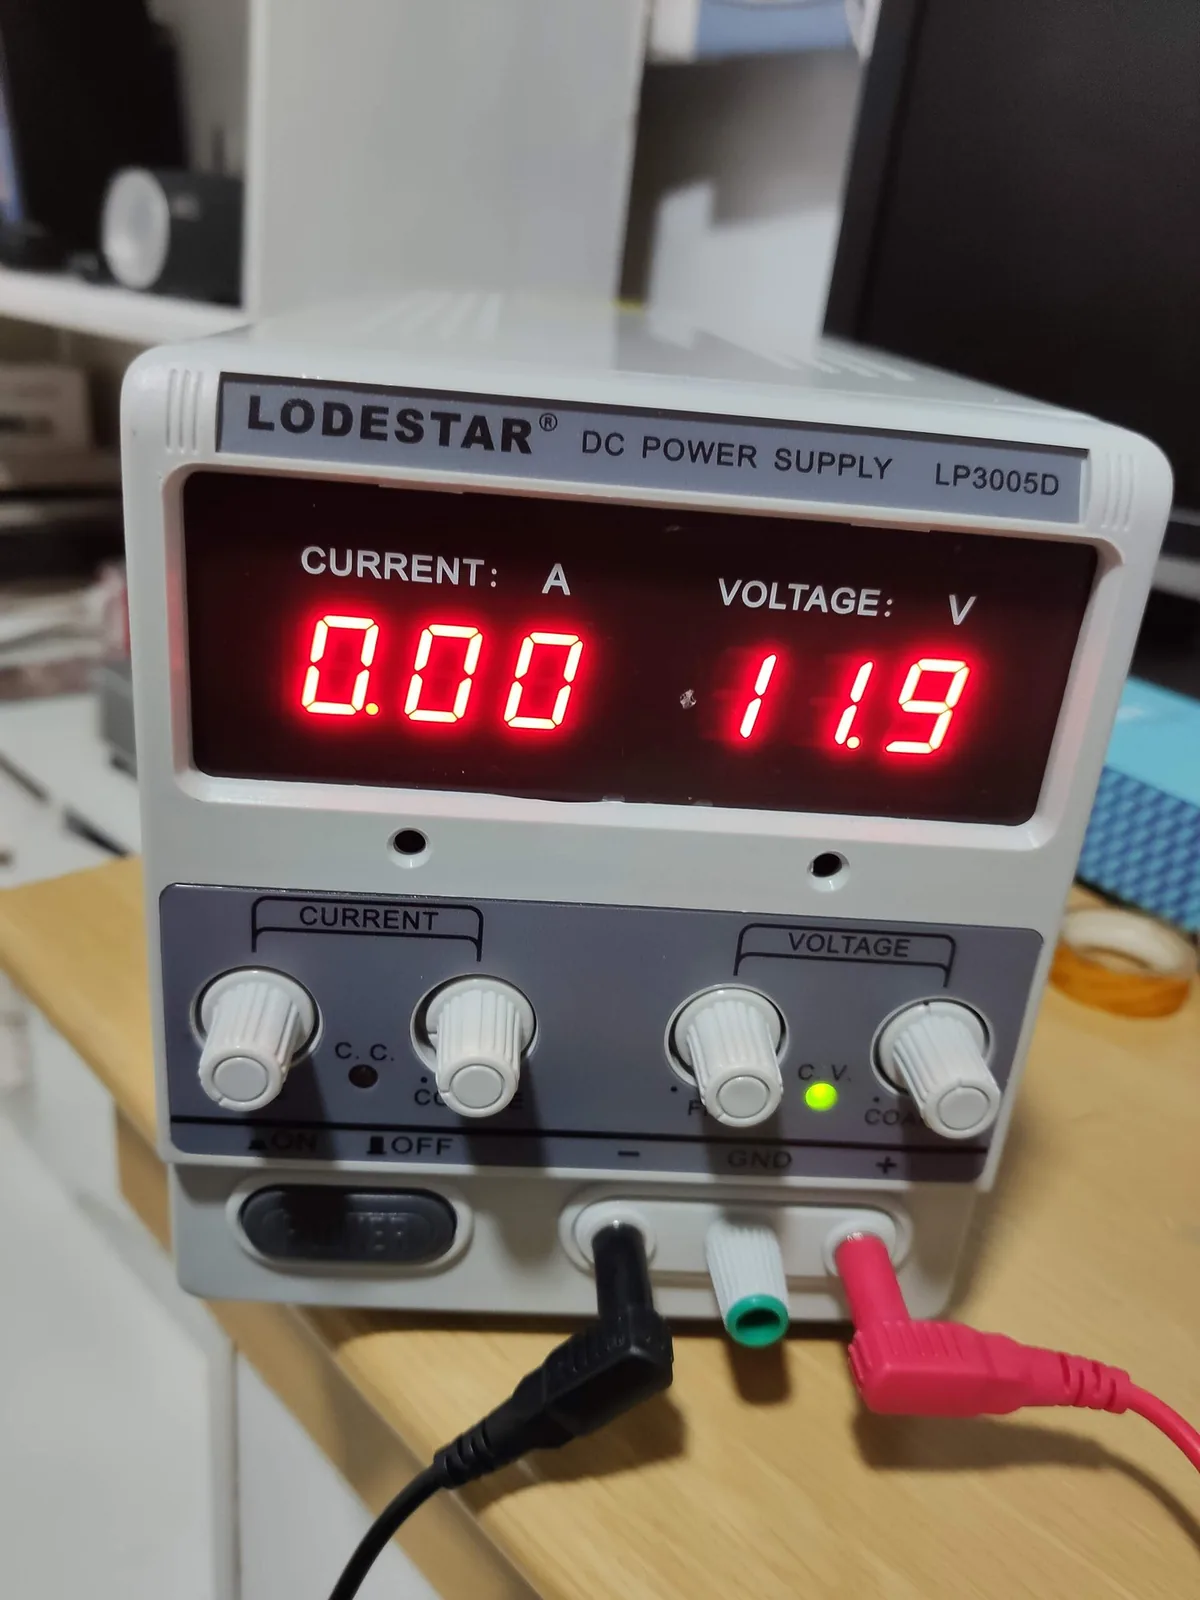 LODESTAR® DC POWER SUPPLY LP3005D
CURRENT: A VOLTAGE: V
0.00 11.9
CURRENT VOLTAGE
C. C. C. V.
ON OFF - GND +